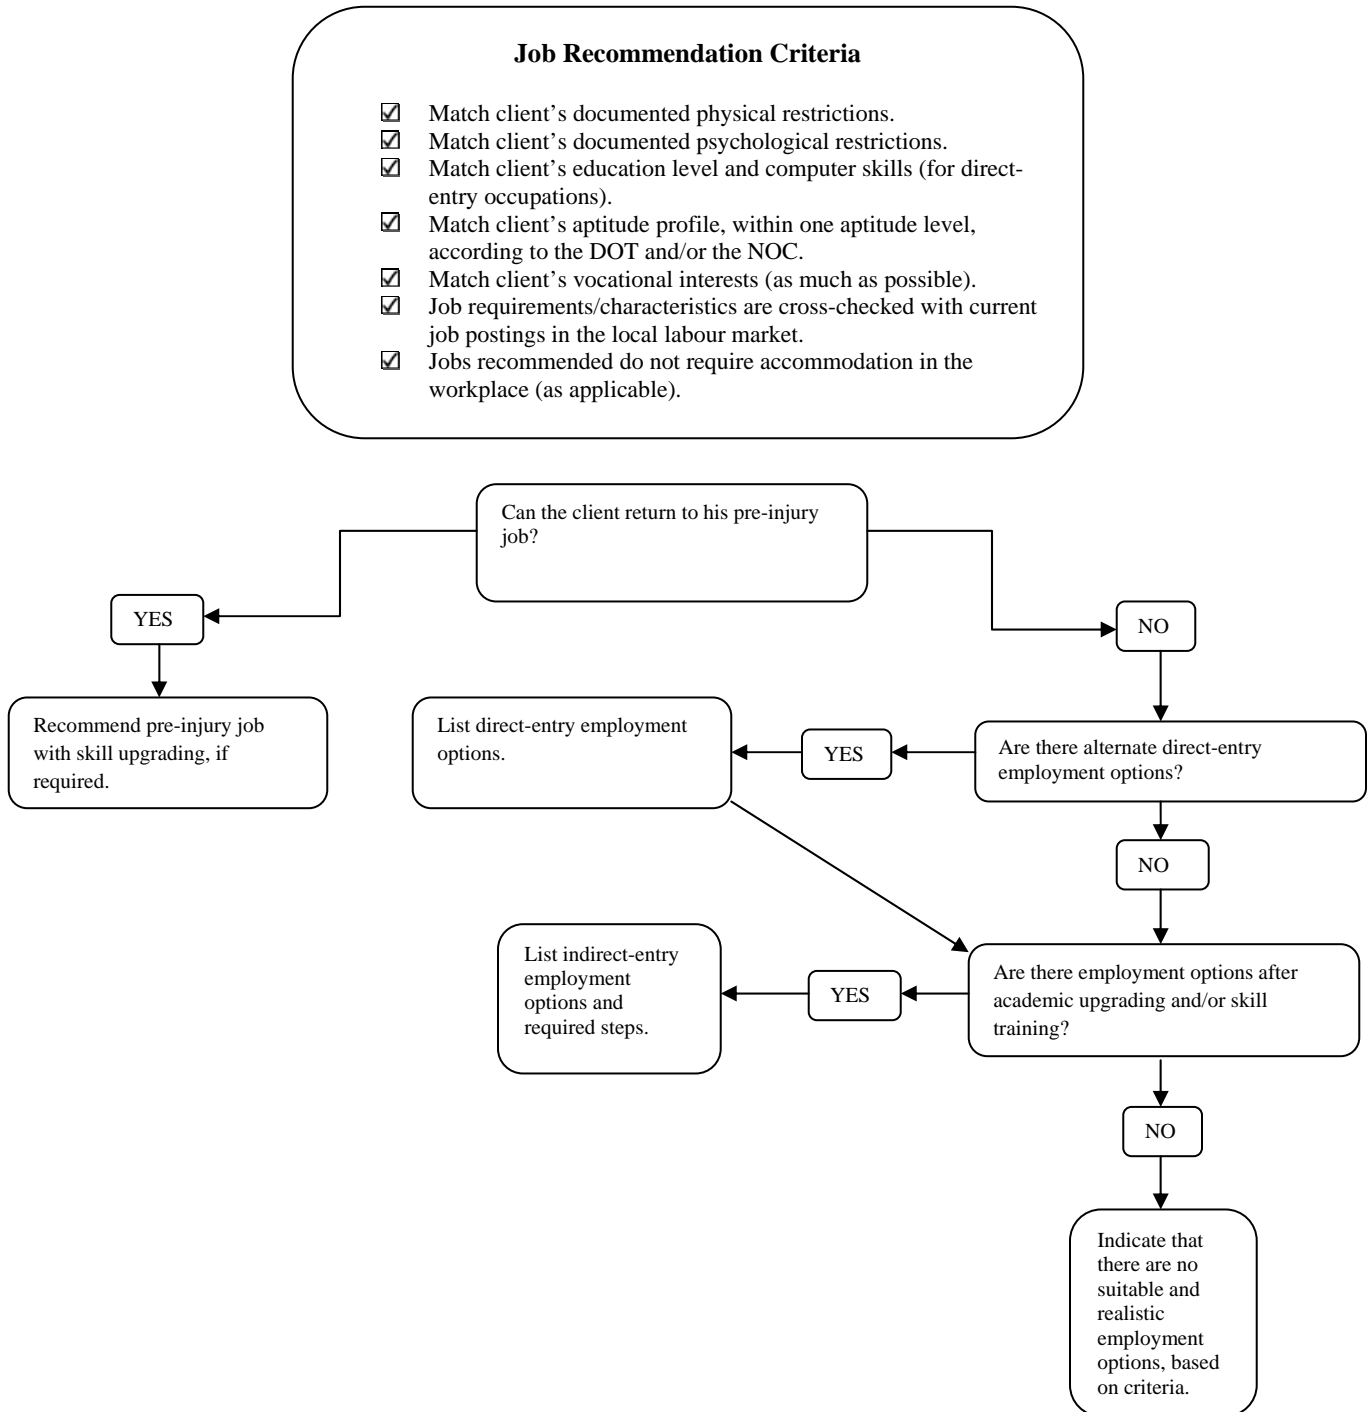 Job Recommendation Criteria
Match client’s documented physical restrictions.
Match client’s documented psychological restrictions.
Match client’s education level and computer skills (for direct-
entry occupations).
Match client’s aptitude profile, within one aptitude level,
according to the DOT and/or the NOC.
Match client’s vocational interests (as much as possible).
Job requirements/characteristics are cross-checked with current
job postings in the local labour market.
Jobs recommended do not require accommodation in the
workplace (as applicable).
Can the client return to his pre-injury
job?
YES
NO
Recommend pre-injury job
with skill upgrading, if
required.
List direct-entry employment
options.
YES
Are there alternate direct-entry
employment options?
NO
List indirect-entry
employment
options and
required steps.
YES
Are there employment options after
academic upgrading and/or skill
training?
NO
Indicate that
there are no
suitable and
realistic
employment
options, based
on criteria.